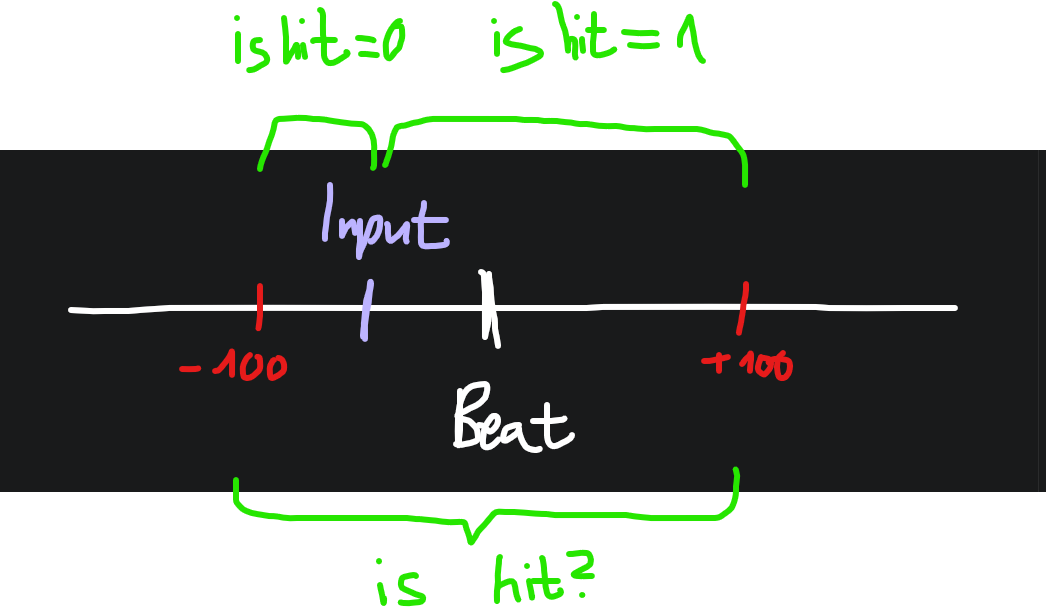 is hit=0 is hit=1
Input
-100 +100
Beat
is hit?